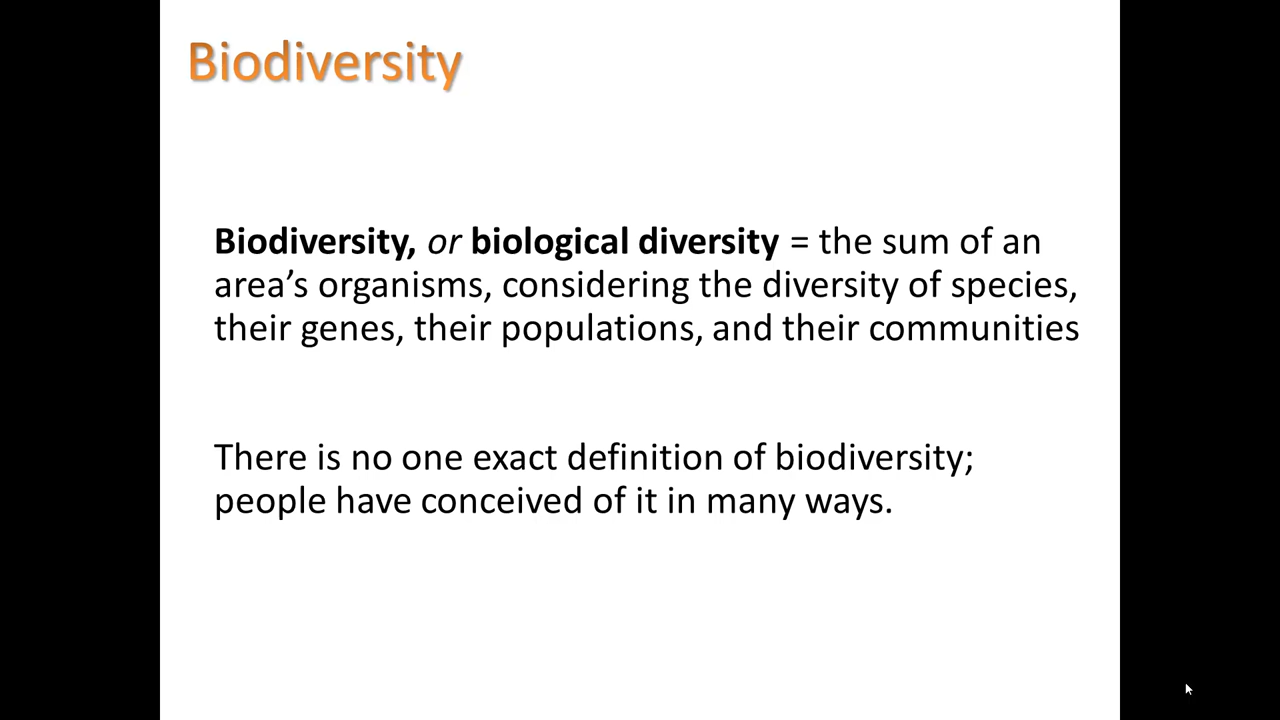 Biodiversity
Biodiversity, or biological diversity = the sum of an
area’s organisms, considering the diversity of species,
their genes, their populations, and their communities
There is no one exact definition of biodiversity;
people have conceived of it in many ways.